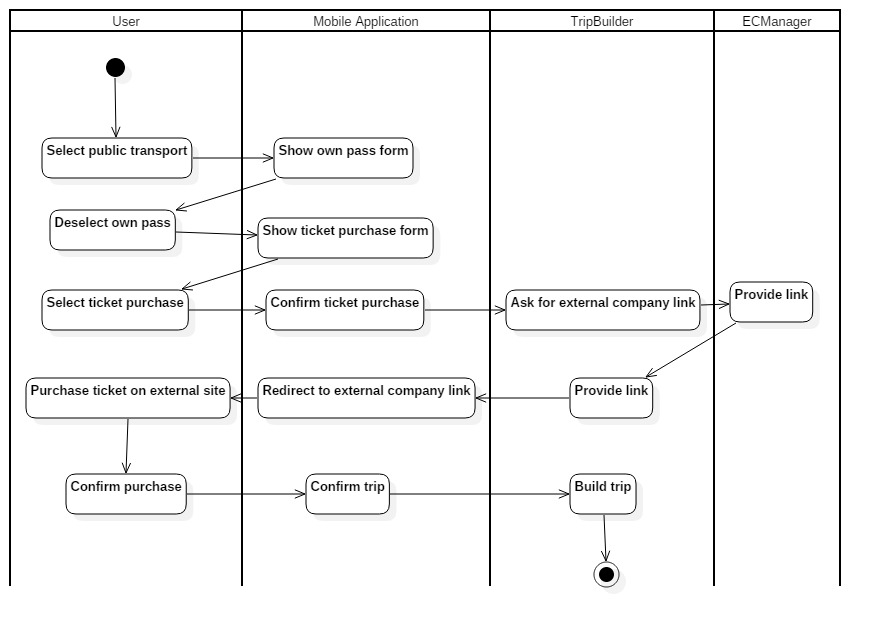 User
Mobile Application
TripBuilder
ECManager
Select public transport
Show own pass form
Deselect own pass
Show ticket purchase form
Select ticket purchase
Confirm ticket purchase
Ask for external company link
Provide link
Purchase ticket on external site
Redirect to external company link
Provide link
Confirm purchase
Confirm trip
Build trip